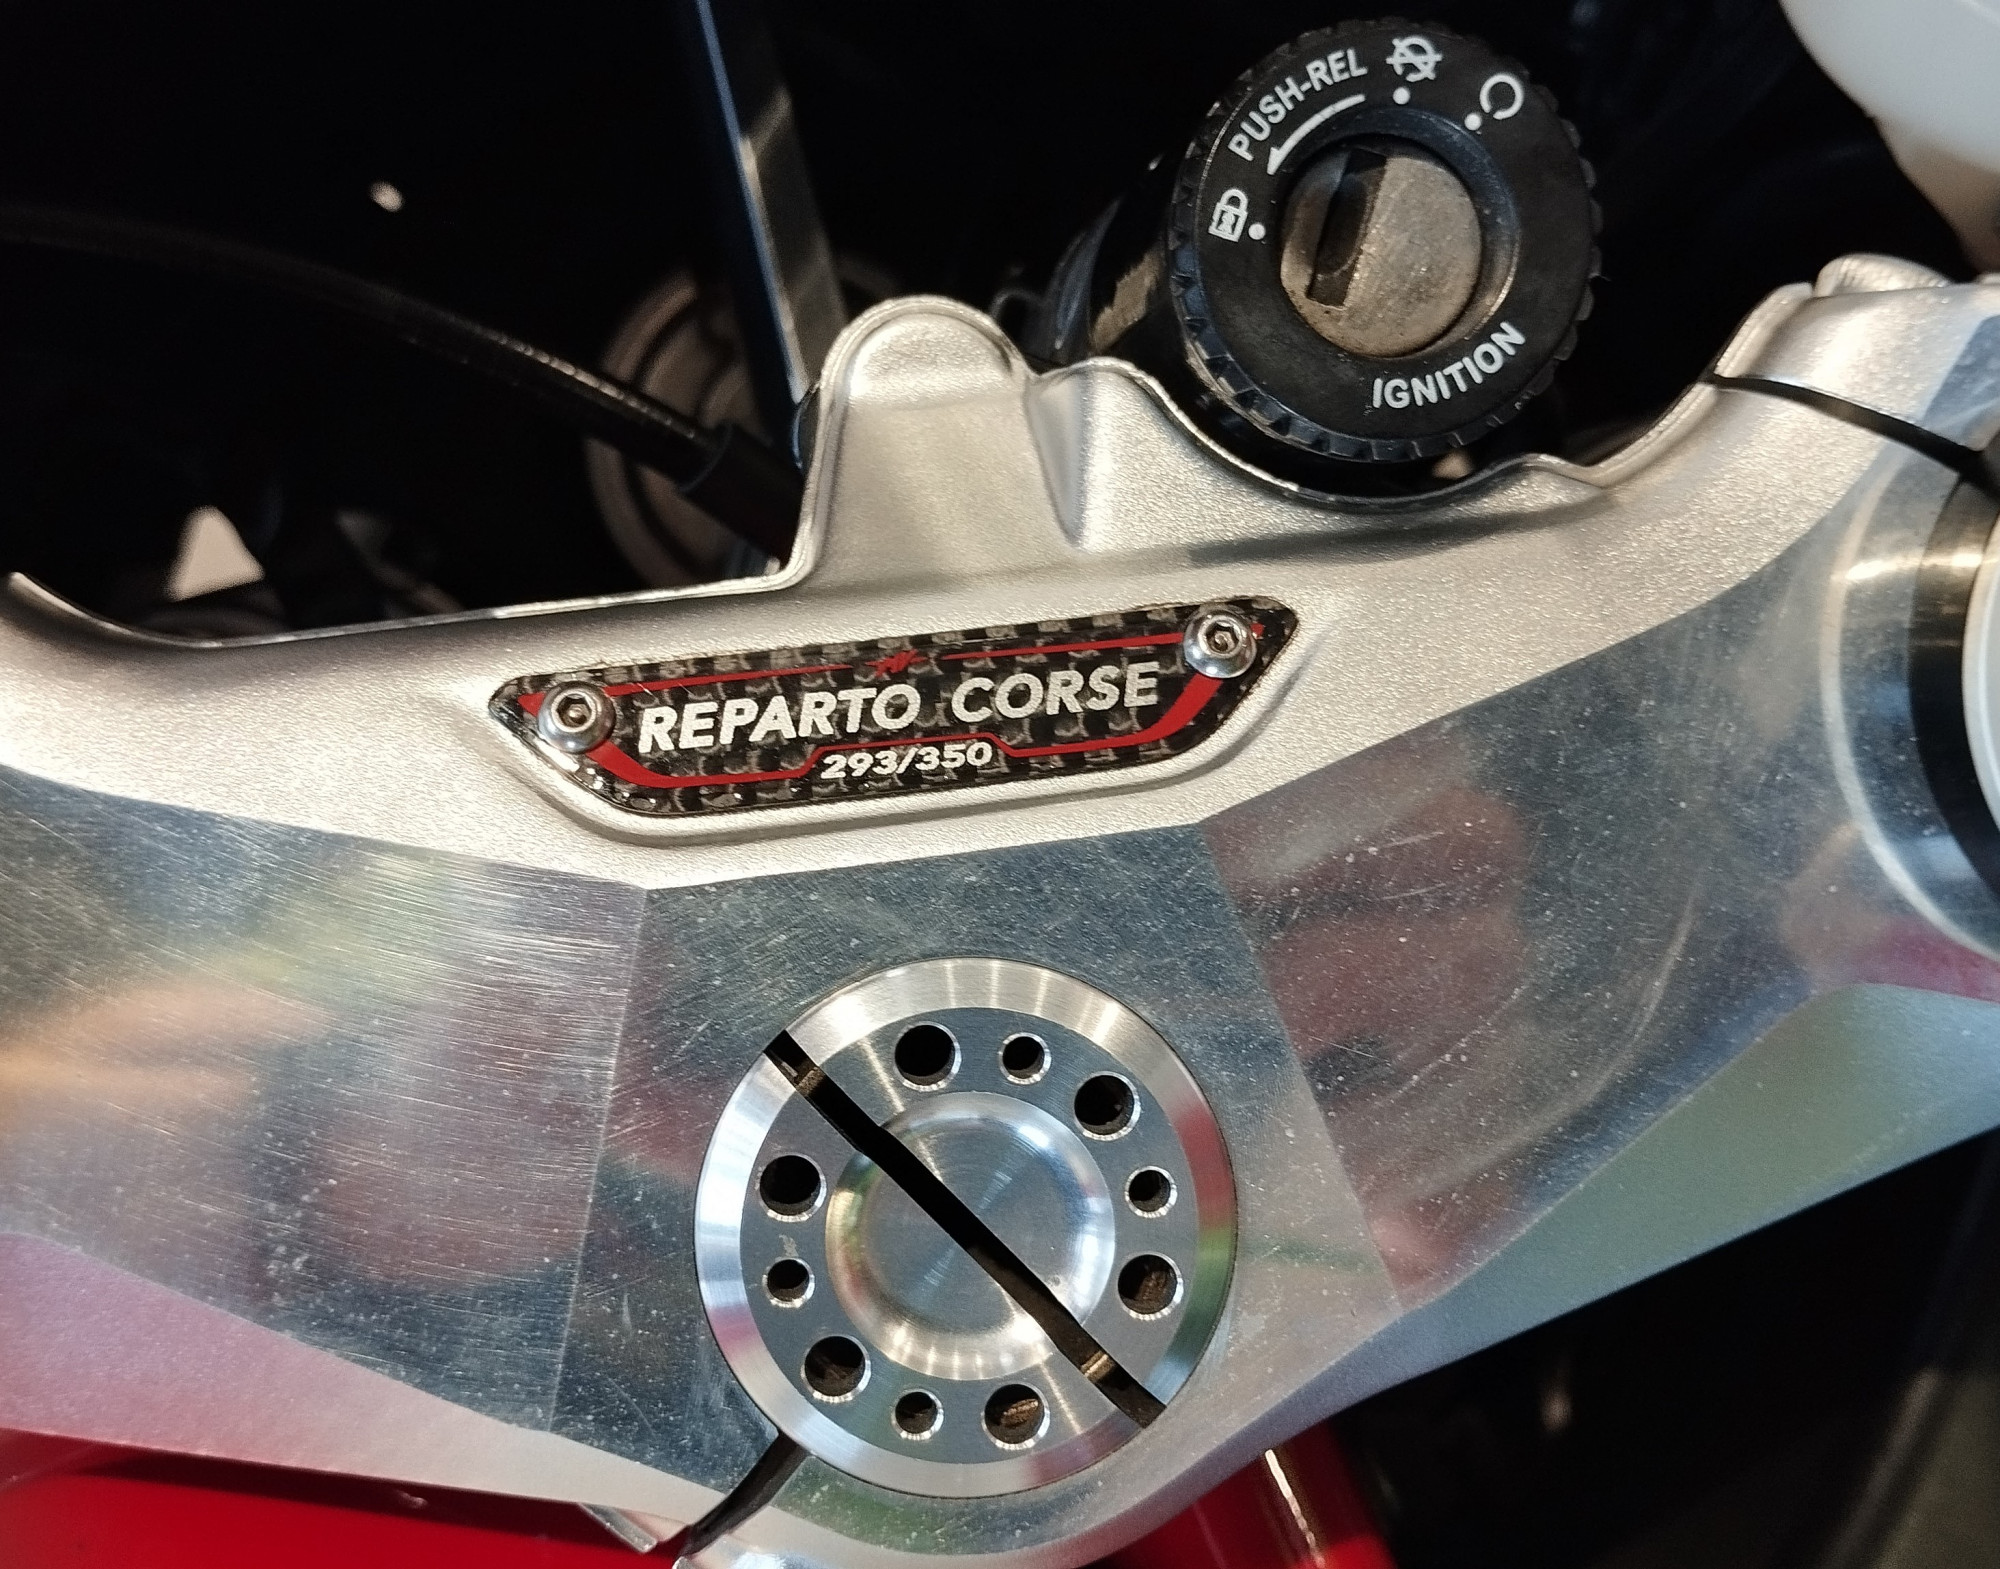 PUSH-REL
IGNITION
REPARTO CORSE
293/350